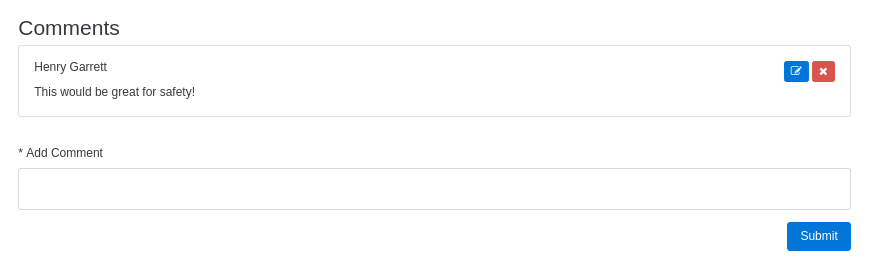 Comments
Henry Garrett
This would be great for safety!
* Add Comment
Submit